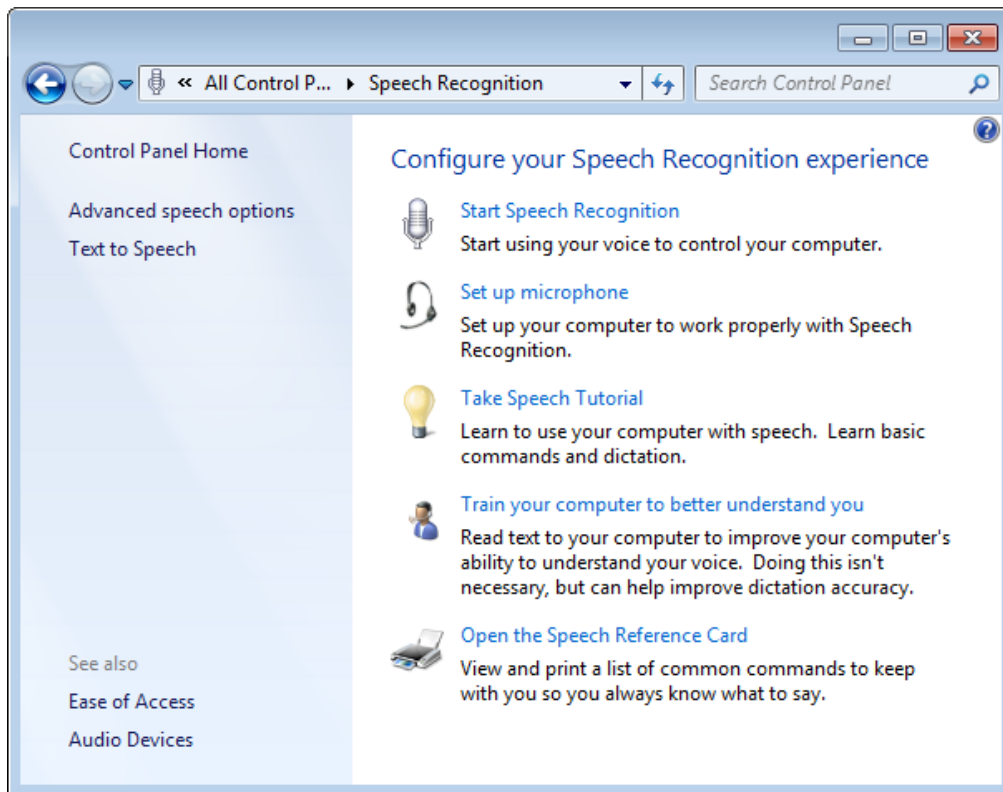 « All Control P... Speech Recognition
Search Control Panel
Control Panel Home
Advanced speech options
Text to Speech
See also
Ease of Access
Audio Devices
Configure your Speech Recognition experience
Start Speech Recognition
Start using your voice to control your computer.
Set up microphone
Set up your computer to work properly with Speech
Recognition.
Take Speech Tutorial
Learn to use your computer with speech.  Learn basic
commands and dictation.
Train your computer to better understand you
Read text to your computer to improve your computer's
ability to understand your voice.  Doing this isn't
necessary, but can help improve dictation accuracy.
Open the Speech Reference Card
View and print a list of common commands to keep
with you so you always know what to say.